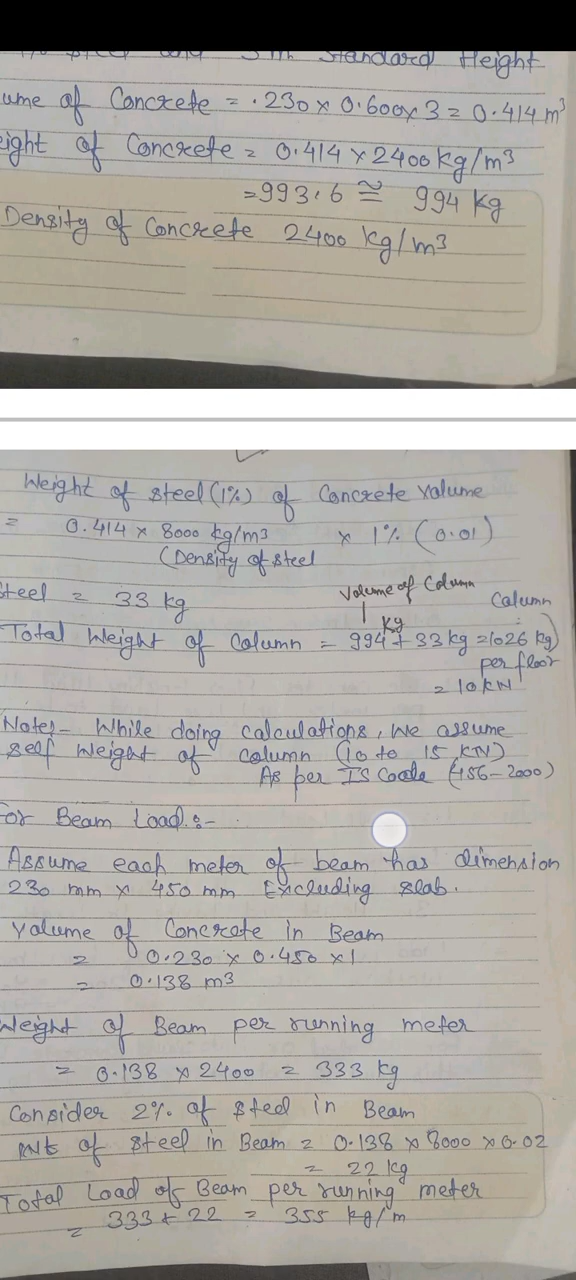 Standard Height
ume of Concrete = .230 x 0.600 x 3 = 0.414 m³
eight of Concrete = 0.414 x 2400 kg/m³
= 993.6 ≅ 994 kg
Density of Concrete 2400 kg/m³
Weight of steel (1%) of Concrete Volume
= 0.414 x 8000 kg/m³ x 1% (0.01)
(Density of steel
steel = 33 kg
Volume of Column
Calumn
Total Weight of Column = 994 kg + 33 kg = 1026 kg)
per floor
= 10 KN
Note:- While doing calculations, We assume
self Weight of column (10 to 15 KN)
As per IS Coade (456-2000)
For Beam Load:-
Assume each meter of beam has dimension
230 mm x 450 mm Excluding slab.
Valume of Concrete in Beam
= 0.230 x 0.450 x 1
= 0.138 m3
Weight of Beam per running meter
= 0.138 x 2400 = 333 kg
Consider 2% of steel in Beam
Wt of steel in Beam = 0.138 x 8000 x 0.02
= 22 kg
Total Load of Beam per running meter
= 333 + 22 = 355 kg/m